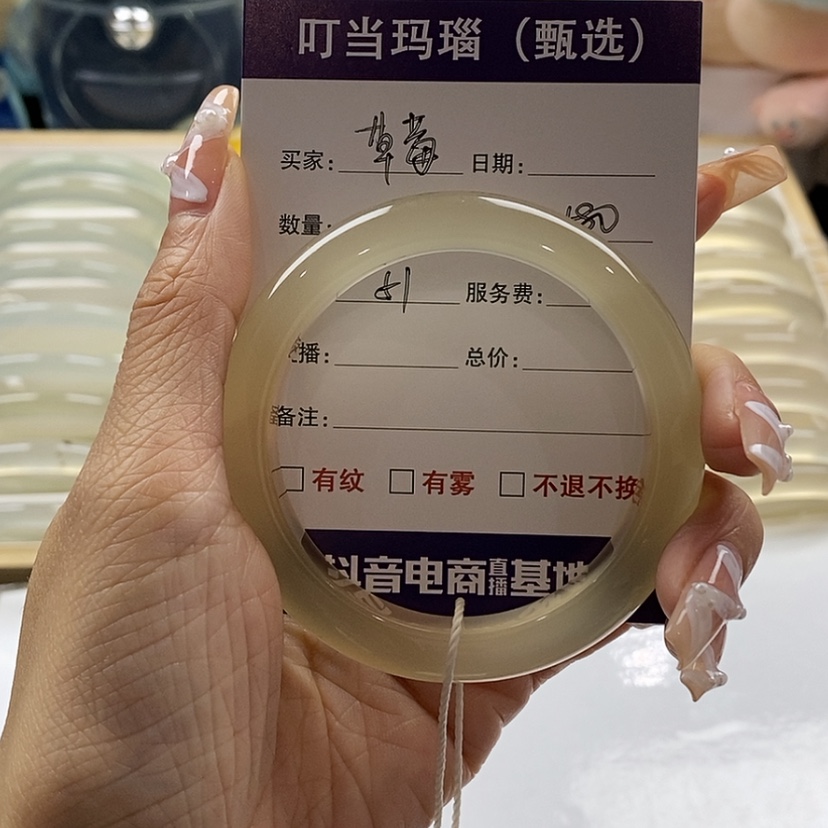 叮当玛瑙（甄选）
买家: 草莓 日期:
数量
服务费:
播: 总价:
备注:
有纹 有雾 不退不换
抖音电商直播基地